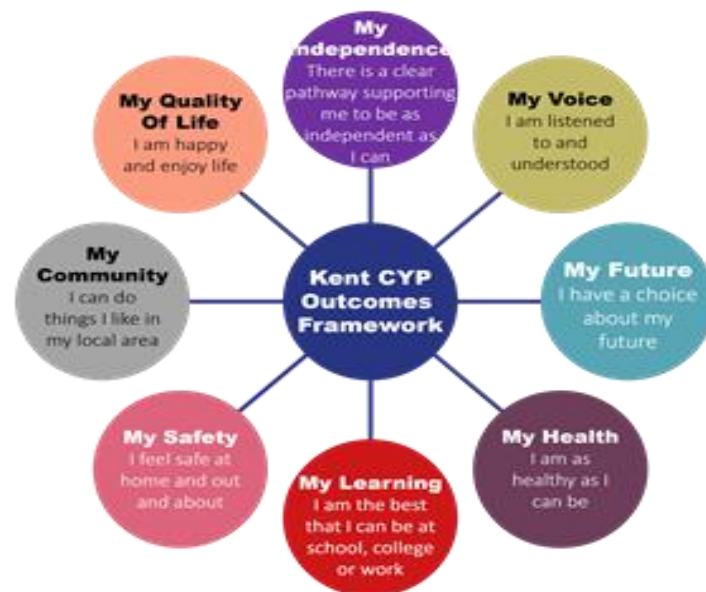 My
Independence
There is a clear
pathway supporting
me to be as
independent as
I can
My Voice
I am listened
to and
understood
My Future
I have a choice
about my
future
My Health
I am as
healthy as I
can be
My Learning
I am the best
that I can be at
school, college
or work
My Safety
I feel safe at
home and out
and about
My
Community
I can do
things I like in
my local area
My Quality
Of Life
I am happy
and enjoy life
Kent CYP
Outcomes
Framework